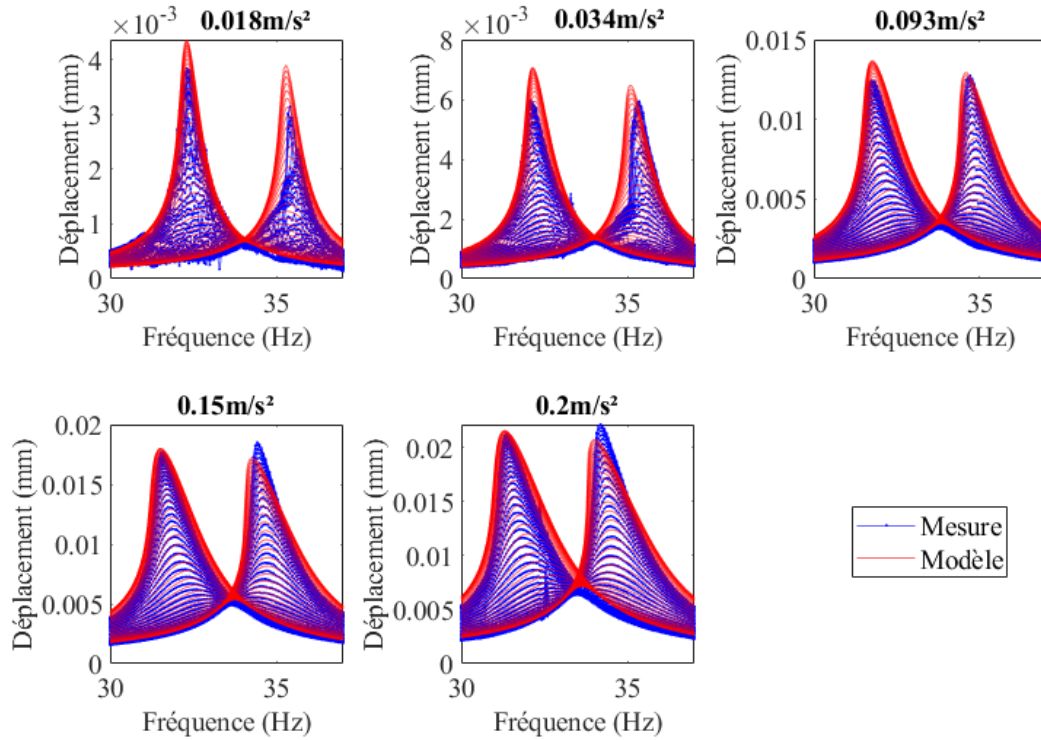 ×10⁻³ 0.018m/s²
4
3
2
1
0
30 35
Déplacement (mm)
Fréquence (Hz)
×10⁻³ 0.034m/s²
8
6
4
2
0
30 35
Déplacement (mm)
Fréquence (Hz)
0.093m/s²
0.015
0.01
0.005
0
30 35
Déplacement (mm)
Fréquence (Hz)
0.15m/s²
0.02
0.015
0.01
0.005
0
30 35
Déplacement (mm)
Fréquence (Hz)
0.2m/s²
0.02
0.015
0.01
0.005
0
30 35
Déplacement (mm)
Fréquence (Hz)
Mesure
Modèle